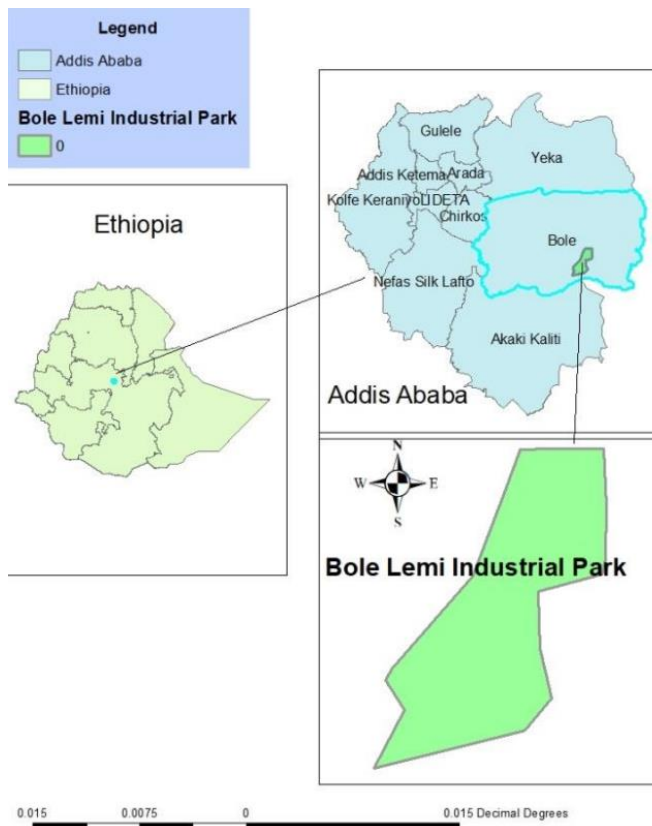 Legend
Addis Ababa
Ethiopia
Bole Lemi Industrial Park
0
Ethiopia
Gulele
Yeka
Addis Ketema
Arada
Kolfe Keraniyo
LIDETA
Chirkos
Bole
Nefas Silk Lafto
Akaki Kaliti
Addis Ababa
N
W E
S
Bole Lemi Industrial Park
0.015 0.0075 0 0.015 Decimal Degrees